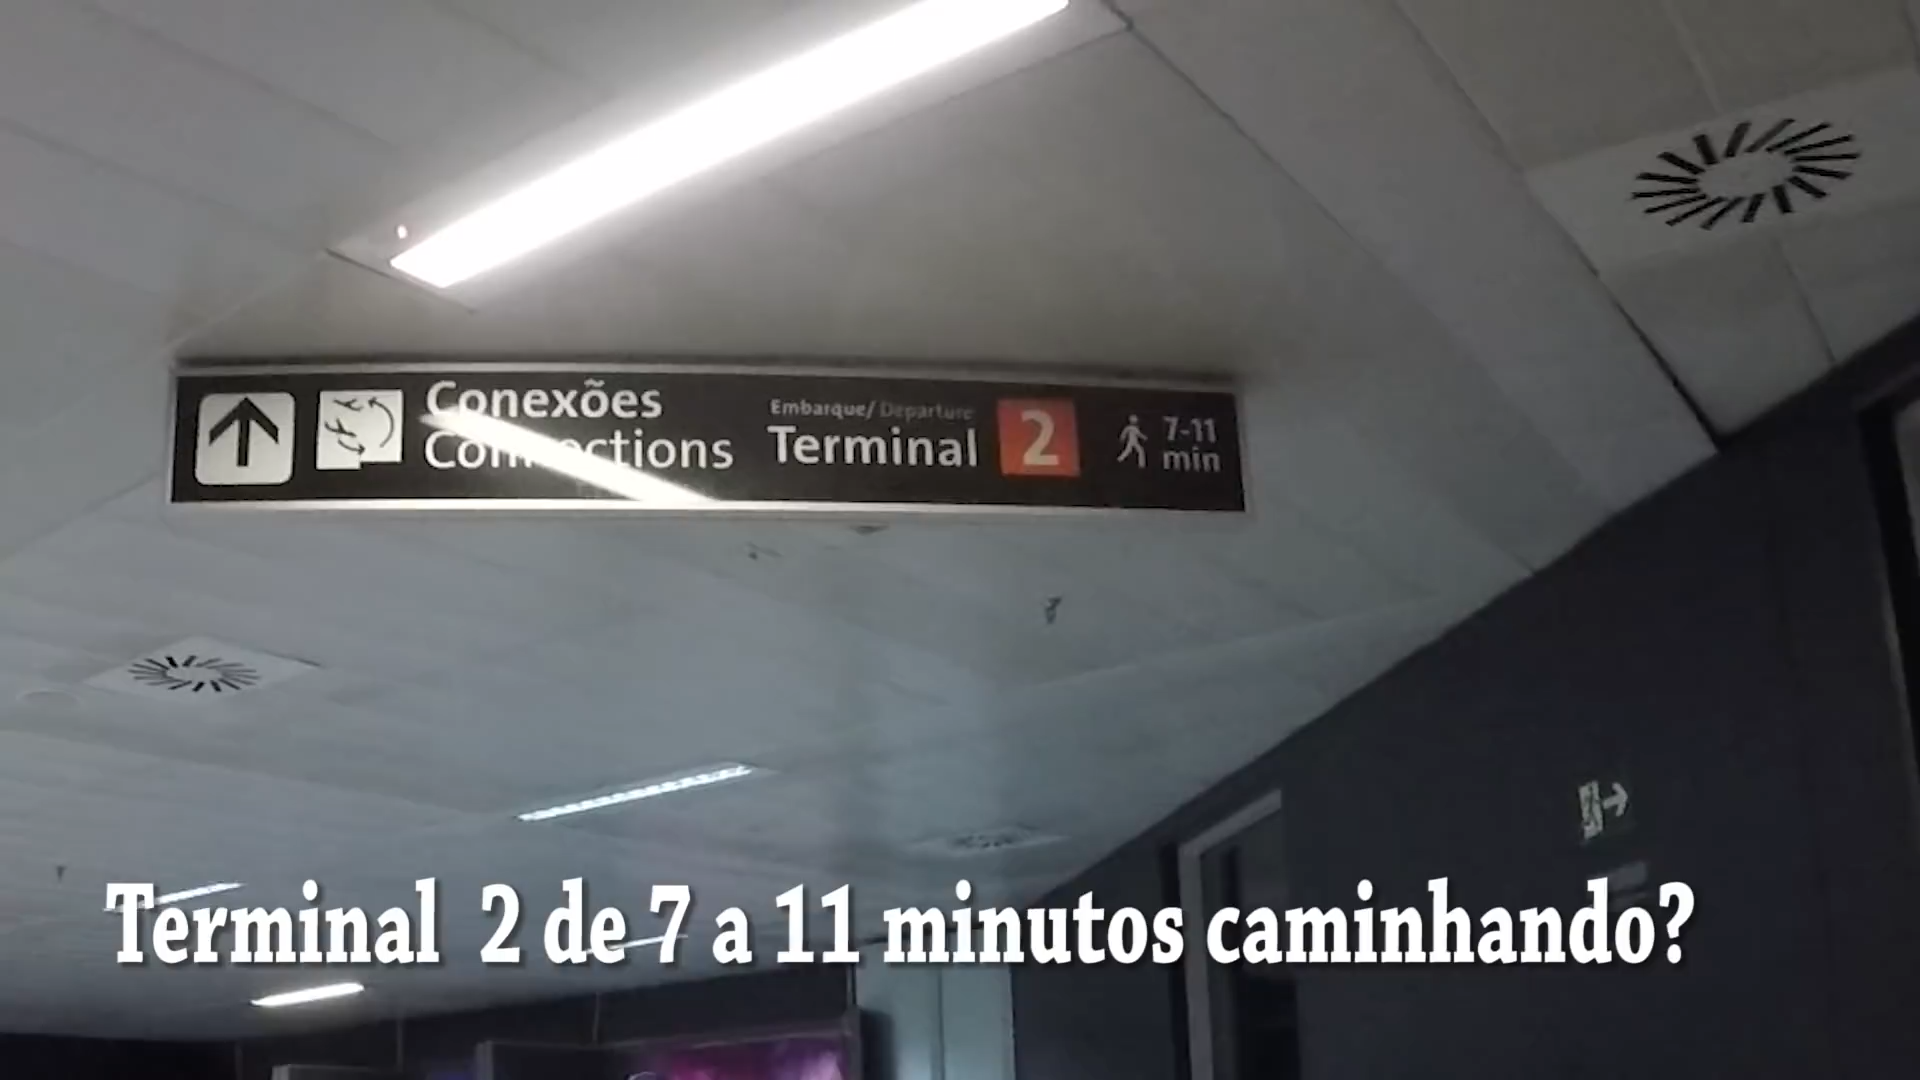 Conexões
Connections
Embarque/ Departure
Terminal 2
7-11
min
Terminal 2 de 7 a 11 minutos caminhando?